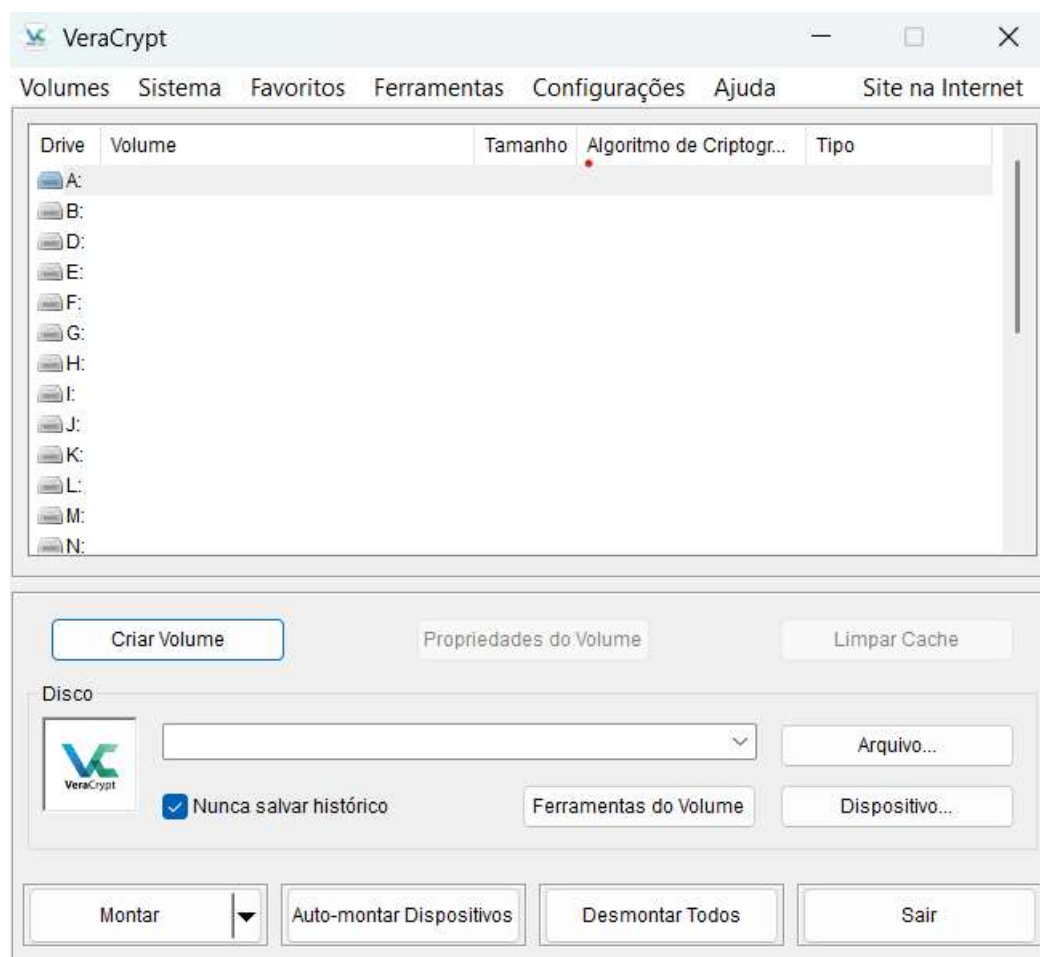 VeraCrypt
Volumes Sistema Favoritos Ferramentas Configurações Ajuda Site na Internet
Drive Volume Tamanho Algoritmo de Criptogr... Tipo
A:
B:
D:
E:
F:
G:
H:
I:
J:
K:
L:
M:
N:
Criar Volume Propriedades do Volume Limpar Cache
Disco
VeraCrypt
Arquivo...
Nunca salvar histórico Ferramentas do Volume Dispositivo...
Montar Auto-montar Dispositivos Desmontar Todos Sair